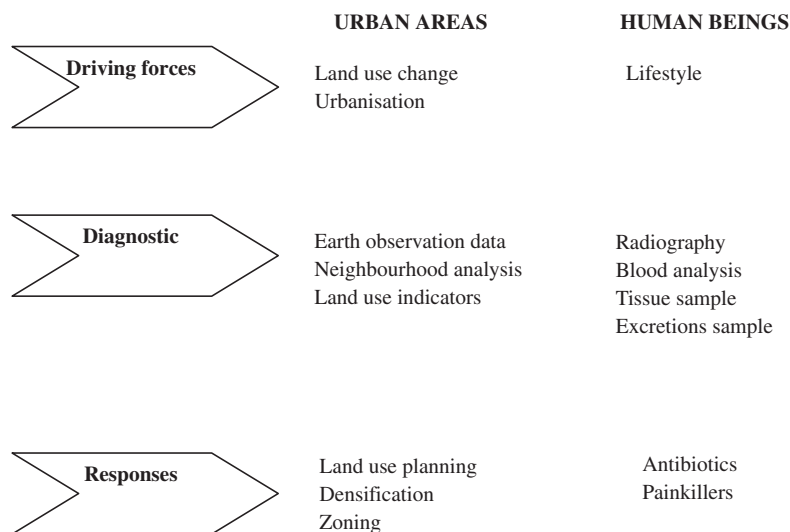 URBAN AREAS HUMAN BEINGS
Driving forces
Land use change
Urbanisation
Lifestyle
Diagnostic
Earth observation data
Neighbourhood analysis
Land use indicators
Radiography
Blood analysis
Tissue sample
Excretions sample
Responses
Land use planning
Densification
Zoning
Antibiotics
Painkillers